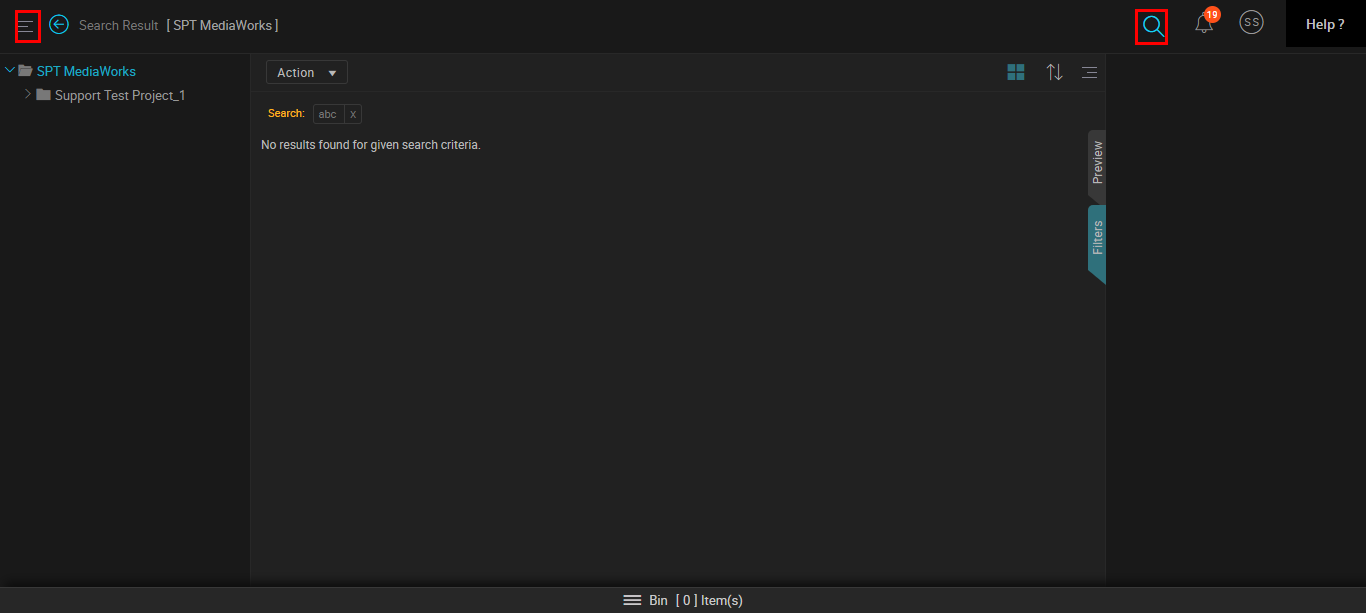 Search Result [ SPT MediaWorks ]
19
SS
Help ?
SPT MediaWorks
Support Test Project_1
Action
Search: abc x
No results found for given search criteria.
Preview
Filters
Bin [ 0 ] Item(s)